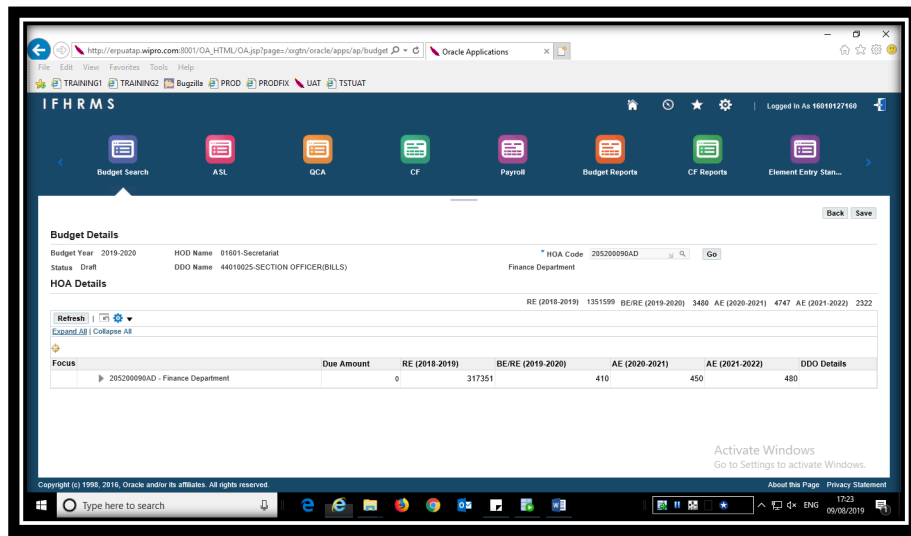 http://erpuatap.wipro.com:8001/OA_HTML/OA.jsp?page=/xxgtn/oracle/apps/ap/budget
Oracle Applications
File Edit View Favorites Tools Help
TRAINING1 TRAINING2 Bugzilla PROD PRODFIX UAT TSTUAT
IFHRMS
Logged In As 16010127160
Budget Search ASL QCA CF Payroll Budget Reports CF Reports Element Entry Stan...
Back Save
Budget Details
Budget Year 2019-2020 HOD Name 01601-Secretariat * HOA Code 205200090AD Go
Status Draft DDO Name 44010025-SECTION OFFICER(BILLS) Finance Department
HOA Details
RE (2018-2019) 1351599 BE/RE (2019-2020) 3480 AE (2020-2021) 4747 AE (2021-2022) 2322
Refresh
Expand All | Collapse All
Focus Due Amount RE (2018-2019) BE/RE (2019-2020) AE (2020-2021) AE (2021-2022) DDO Details
205200090AD - Finance Department 0 317351 410 450 480
Activate Windows
Go to Settings to activate Windows.
Copyright (c) 1998, 2016, Oracle and/or its affiliates. All rights reserved. About this Page Privacy Statement
Type here to search ENG 17:23
09/08/2019